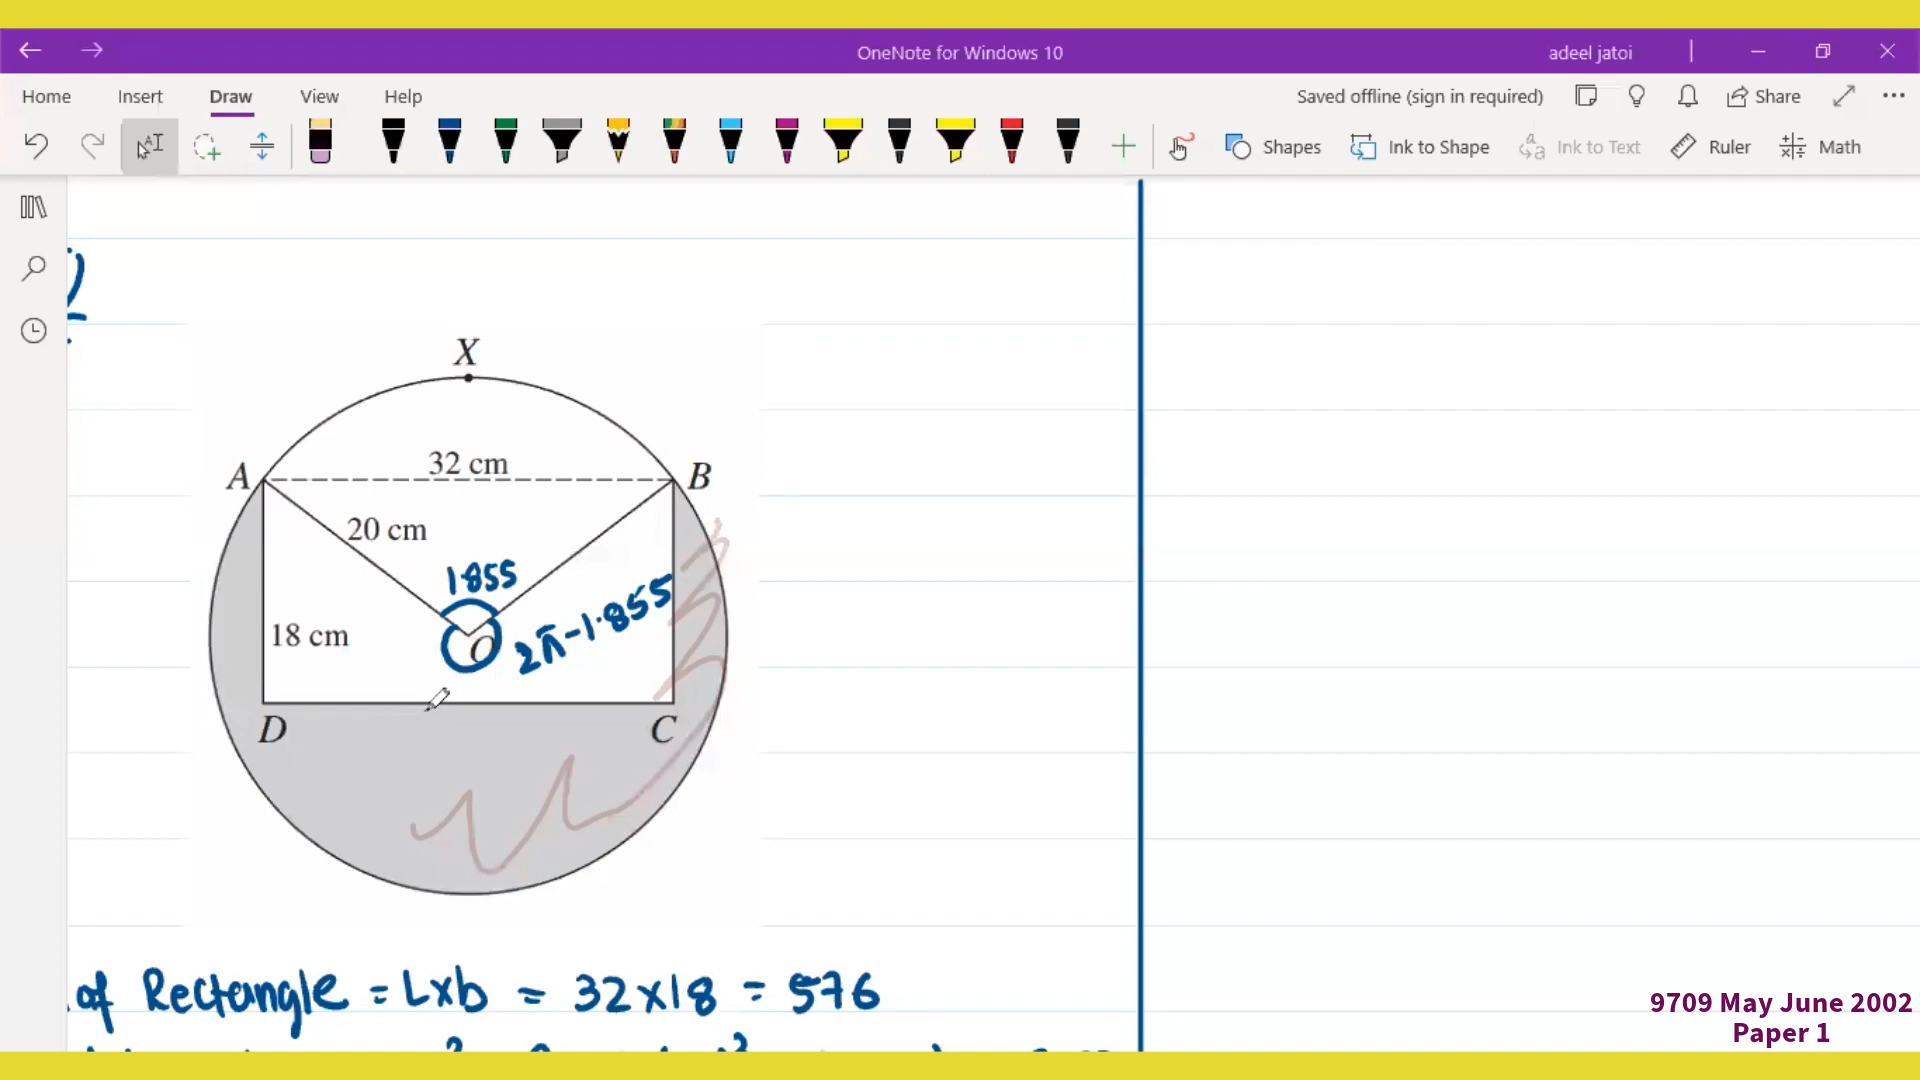 OneNote for Windows 10
adeel jatoi
Home Insert Draw View Help
Saved offline (sign in required)
Share
Shapes
Ink to Shape
Ink to Text
Ruler
Math
X
32 cm
A
B
20 cm
1.855
2π-1.855
18 cm
O
D
C
of Rectangle = L×b = 32×18 = 576
9709 May June 2002
Paper 1